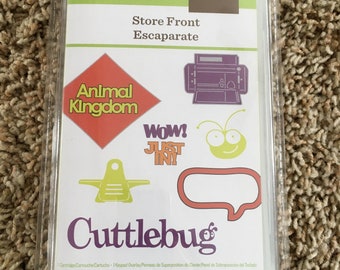 Store Front
Escaparate
Animal
Kingdom
WOW!
JUST
IN!
Cuttlebug